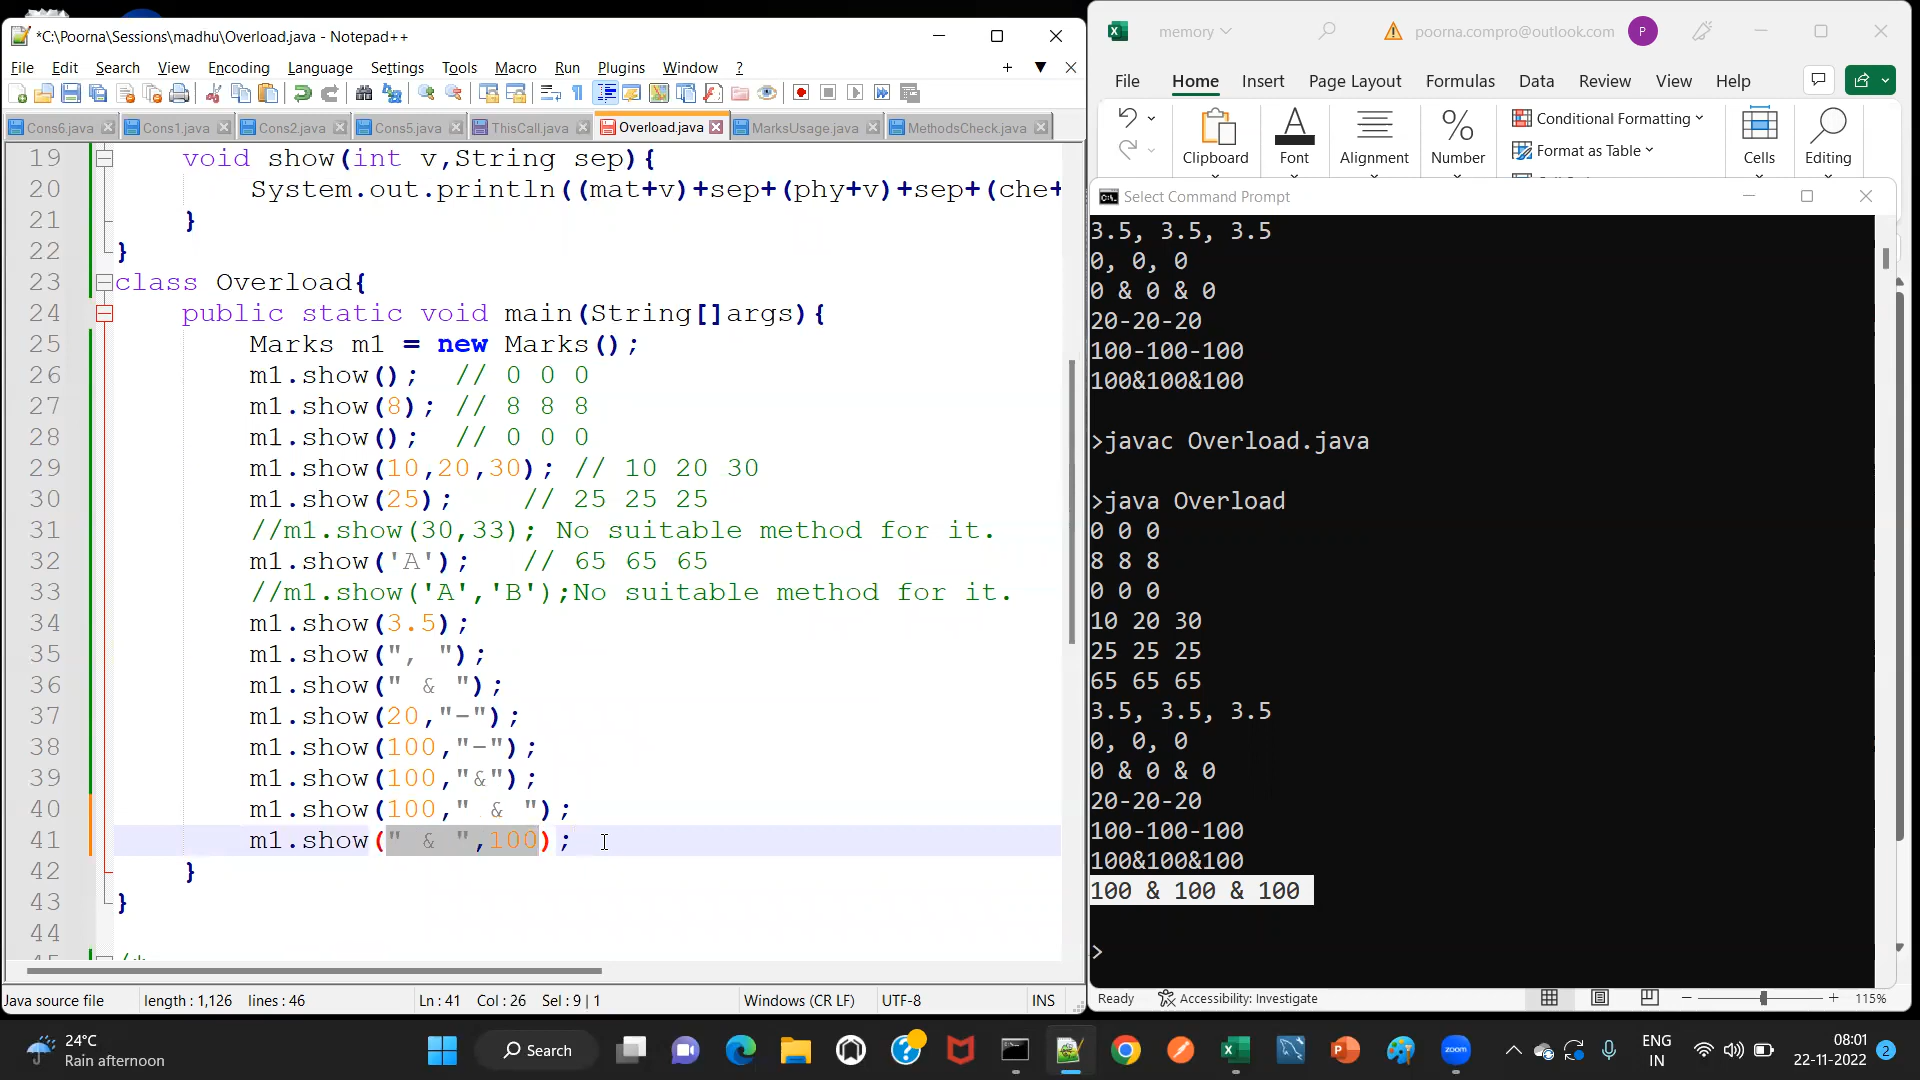 *C:\Poorna\Sessions\madhu\Overload.java - Notepad++
File Edit Search View Encoding Language Settings Tools Macro Run Plugins Window ?
Cons6.java Cons1.java Cons2.java Cons5.java ThisCall.java Overload.java MarksUsage.java MethodsCheck.java
19 void show(int v,String sep){
20 System.out.println((mat+v)+sep+(phy+v)+sep+(che+
21 }
22 }
23 class Overload{
24 public static void main(String[]args){
25 Marks m1 = new Marks();
26 m1.show(); // 0 0 0
27 m1.show(8); // 8 8 8
28 m1.show(); // 0 0 0
29 m1.show(10,20,30); // 10 20 30
30 m1.show(25); // 25 25 25
31 //m1.show(30,33); No suitable method for it.
32 m1.show('A'); // 65 65 65
33 //m1.show('A','B');No suitable method for it.
34 m1.show(3.5);
35 m1.show(", ");
36 m1.show(" & ");
37 m1.show(20,"-");
38 m1.show(100,"-");
39 m1.show(100,"&");
40 m1.show(100," & ");
41 m1.show(" & ",100);
42 }
43 }
44
Java source file length : 1,126 lines : 46 Ln : 41 Col : 26 Sel : 9 | 1 Windows (CR LF) UTF-8 INS
memory poorna.compro@outlook.com P
File Home Insert Page Layout Formulas Data Review View Help
Clipboard Font Alignment Number Conditional Formatting Format as Table Cells Editing
Select Command Prompt
3.5, 3.5, 3.5
0, 0, 0
0 & 0 & 0
20-20-20
100-100-100
100&100&100
>javac Overload.java
>java Overload
0 0 0
8 8 8
0 0 0
10 20 30
25 25 25
65 65 65
3.5, 3.5, 3.5
0, 0, 0
0 & 0 & 0
20-20-20
100-100-100
100&100&100
100 & 100 & 100
>
Ready Accessibility: Investigate 115%
24°C
Rain afternoon
Search
zoom
ENG
IN
08:01
22-11-2022
2